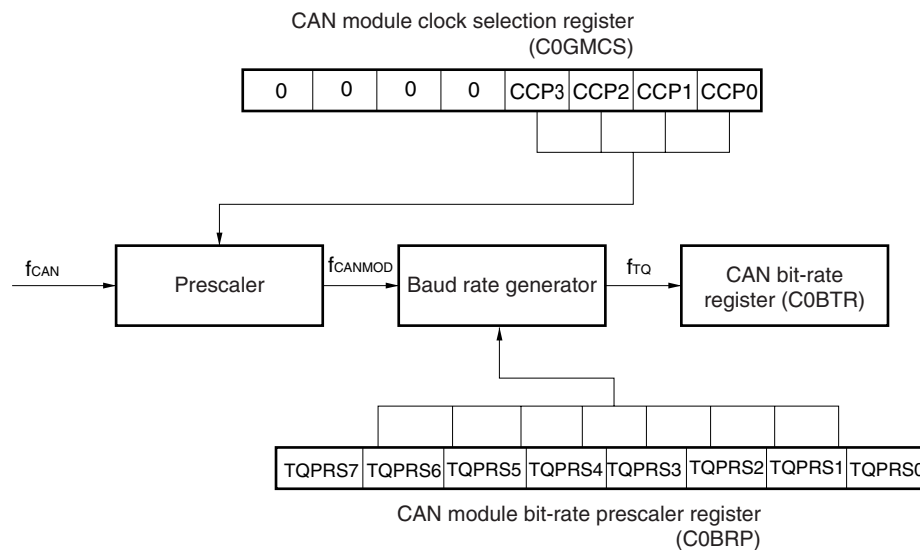 CAN module clock selection register
(C0GMCS)
0 0 0 0 CCP3 CCP2 CCP1 CCP0
fCAN
Prescaler
fCANMOD
Baud rate generator
fTQ
CAN bit-rate
register (C0BTR)
TQPRS7 TQPRS6 TQPRS5 TQPRS4 TQPRS3 TQPRS2 TQPRS1 TQPRS0
CAN module bit-rate prescaler register
(C0BRP)